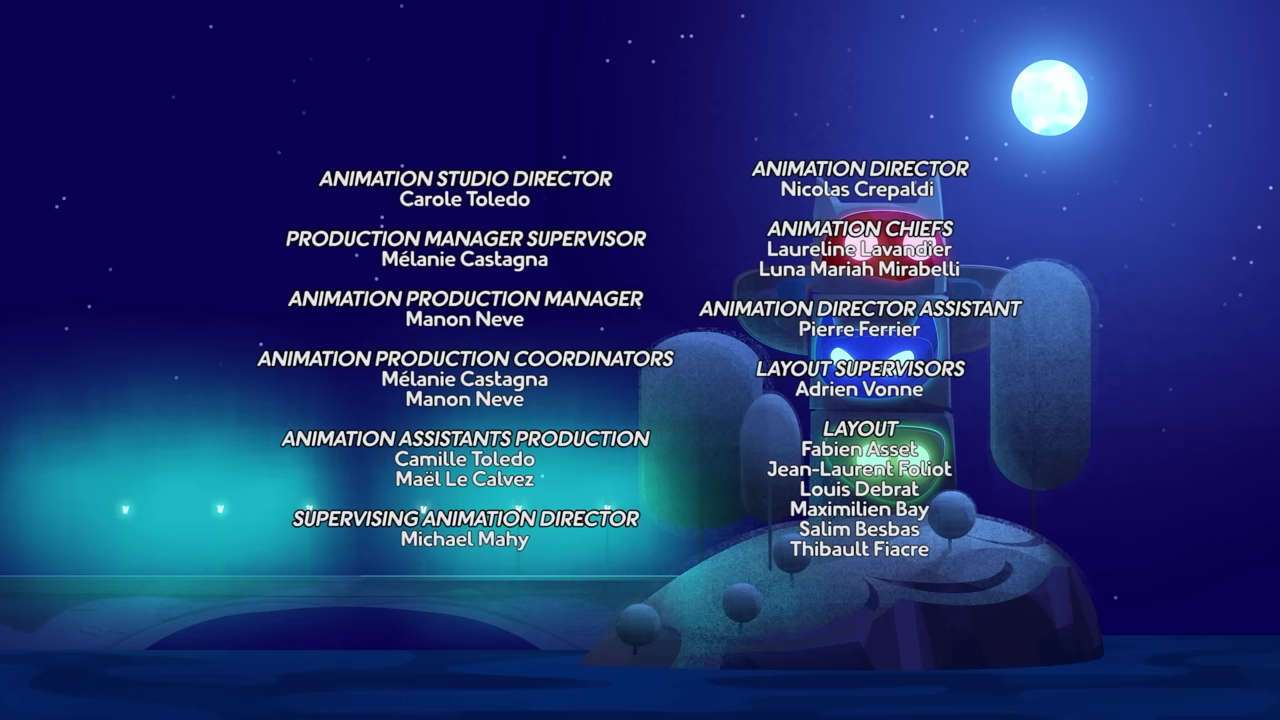 ANIMATION STUDIO DIRECTOR
Carole Toledo
PRODUCTION MANAGER SUPERVISOR
Mélanie Castagna
ANIMATION PRODUCTION MANAGER
Manon Neve
ANIMATION PRODUCTION COORDINATORS
Mélanie Castagna
Manon Neve
ANIMATION ASSISTANTS PRODUCTION
Camille Toledo
Maël Le Calvez
SUPERVISING ANIMATION DIRECTOR
Michael Mahy
ANIMATION DIRECTOR
Nicolas Crepaldi
ANIMATION CHIEFS
Laureline Lavandier
Luna Mariah Mirabelli
ANIMATION DIRECTOR ASSISTANT
Pierre Ferrier
LAYOUT SUPERVISORS
Adrien Vonne
LAYOUT
Fabien Asset
Jean-Laurent Foliot
Louis Debrat
Maximilien Bay
Salim Besbas
Thibault Fiacre